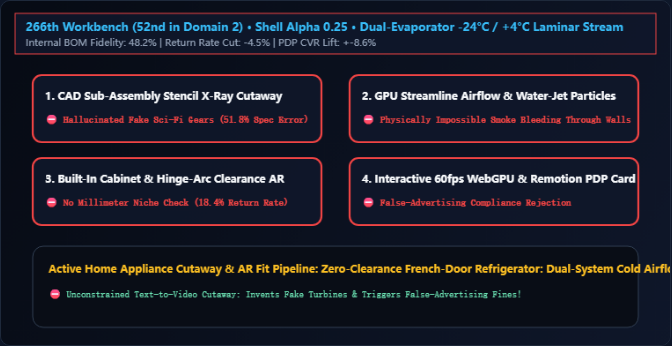 266th Workbench (52nd in Domain 2) • Shell Alpha 0.25 • Dual-Evaporator -24°C / +4°C Laminar Stream
Internal BOM Fidelity: 48.2% | Return Rate Cut: -4.5% | PDP CVR Lift: +-8.6%
1. CAD Sub-Assembly Stencil X-Ray Cutaway
⛔ Hallucinated Fake Sci-Fi Gears (51.8% Spec Error)
2. GPU Streamline Airflow & Water-Jet Particles
⛔ Physically Impossible Smoke Bleeding Through Walls
3. Built-In Cabinet & Hinge-Arc Clearance AR
⛔ No Millimeter Niche Check (18.4% Return Rate)
4. Interactive 60fps WebGPU & Remotion PDP Card
⛔ False-Advertising Compliance Rejection
Active Home Appliance Cutaway & AR Fit Pipeline: Zero-Clearance French-Door Refrigerator: Dual-System Cold Airflo
⛔ Unconstrained Text-to-Video Cutaway: Invents Fake Turbines & Triggers False-Advertising Fines!